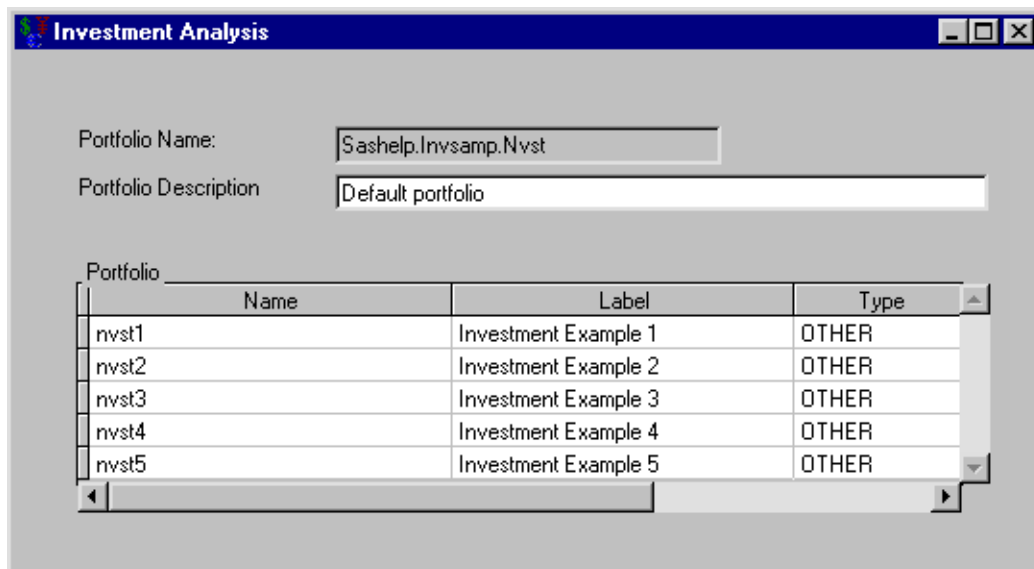 Investment Analysis
Portfolio Name: Sashelp.Invsamp.Nvst
Portfolio Description Default portfolio
Portfolio
Name Label Type
nvst1 Investment Example 1 OTHER
nvst2 Investment Example 2 OTHER
nvst3 Investment Example 3 OTHER
nvst4 Investment Example 4 OTHER
nvst5 Investment Example 5 OTHER